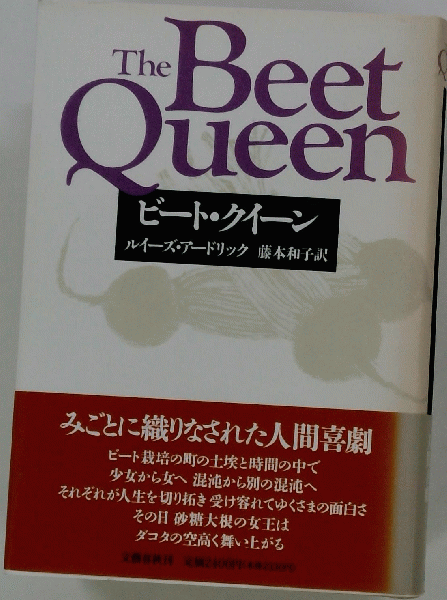 The Beet
Queen
ビート・クイーン
ルイーズ・アードリック 藤本和子訳
みごとに織りなされた人間喜劇
ビート栽培の町の土埃と時間の中で
少女から女へ 混沌から別の混沌へ
それぞれが人生を切り拓き 受け容れてゆくさまの面白さ
その日 砂糖大根の女王は
ダコタの空高く舞い上がる
文藝春秋刊